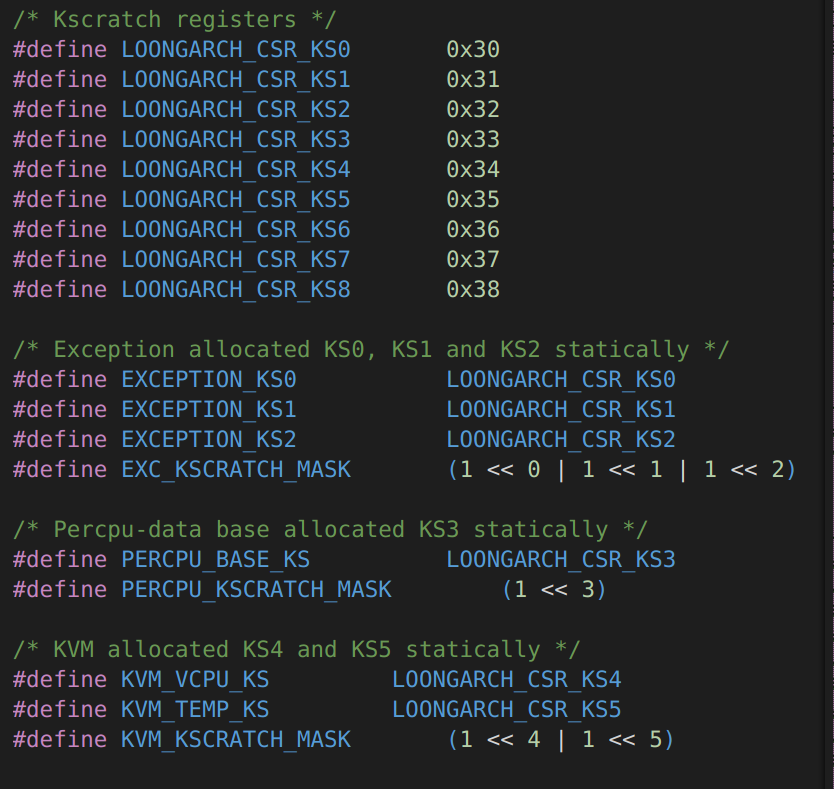 /* Kscratch registers */
#define LOONGARCH_CSR_KS0 0x30
#define LOONGARCH_CSR_KS1 0x31
#define LOONGARCH_CSR_KS2 0x32
#define LOONGARCH_CSR_KS3 0x33
#define LOONGARCH_CSR_KS4 0x34
#define LOONGARCH_CSR_KS5 0x35
#define LOONGARCH_CSR_KS6 0x36
#define LOONGARCH_CSR_KS7 0x37
#define LOONGARCH_CSR_KS8 0x38
/* Exception allocated KS0, KS1 and KS2 statically */
#define EXCEPTION_KS0 LOONGARCH_CSR_KS0
#define EXCEPTION_KS1 LOONGARCH_CSR_KS1
#define EXCEPTION_KS2 LOONGARCH_CSR_KS2
#define EXC_KSCRATCH_MASK (1 << 0 | 1 << 1 | 1 << 2)
/* Percpu-data base allocated KS3 statically */
#define PERCPU_BASE_KS LOONGARCH_CSR_KS3
#define PERCPU_KSCRATCH_MASK (1 << 3)
/* KVM allocated KS4 and KS5 statically */
#define KVM_VCPU_KS LOONGARCH_CSR_KS4
#define KVM_TEMP_KS LOONGARCH_CSR_KS5
#define KVM_KSCRATCH_MASK (1 << 4 | 1 << 5)